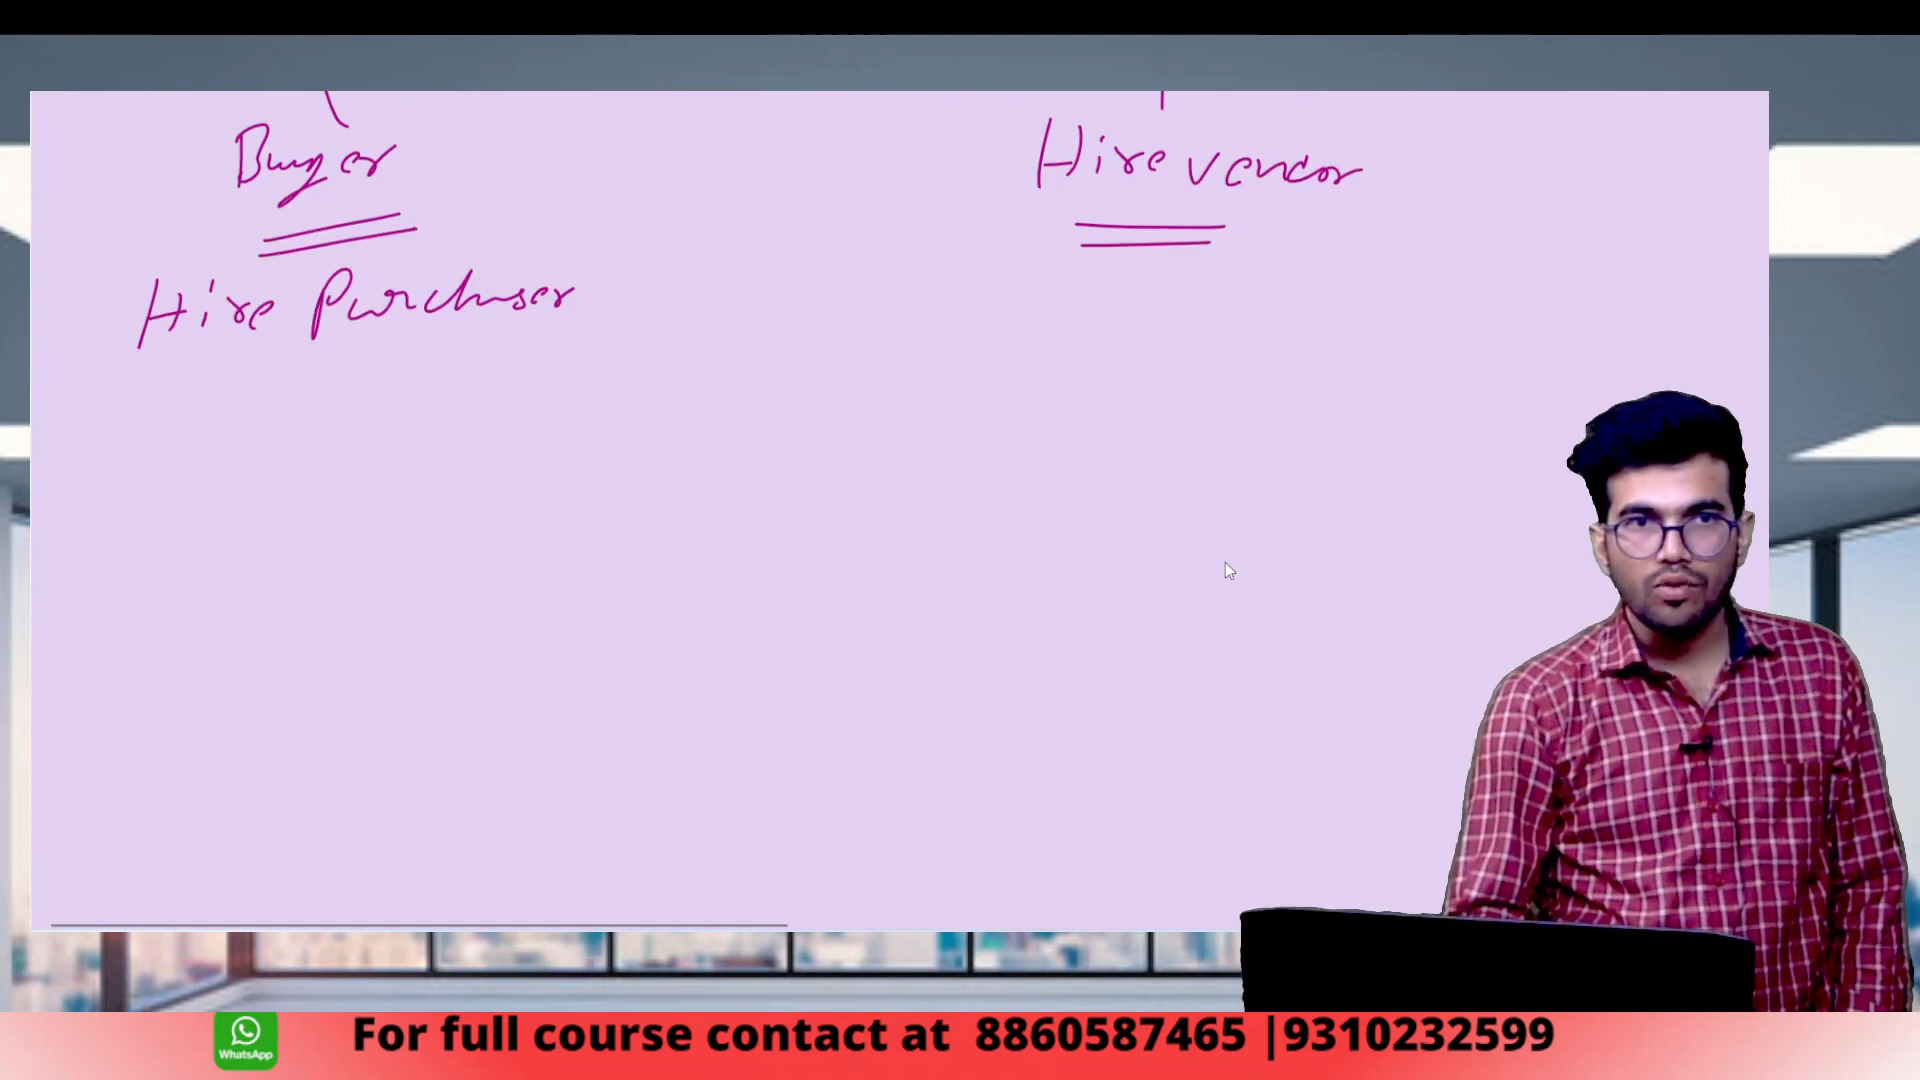 Buyer
Hire vendor
Hire Purchaser
WhatsApp
For full course contact at 8860587465 |9310232599